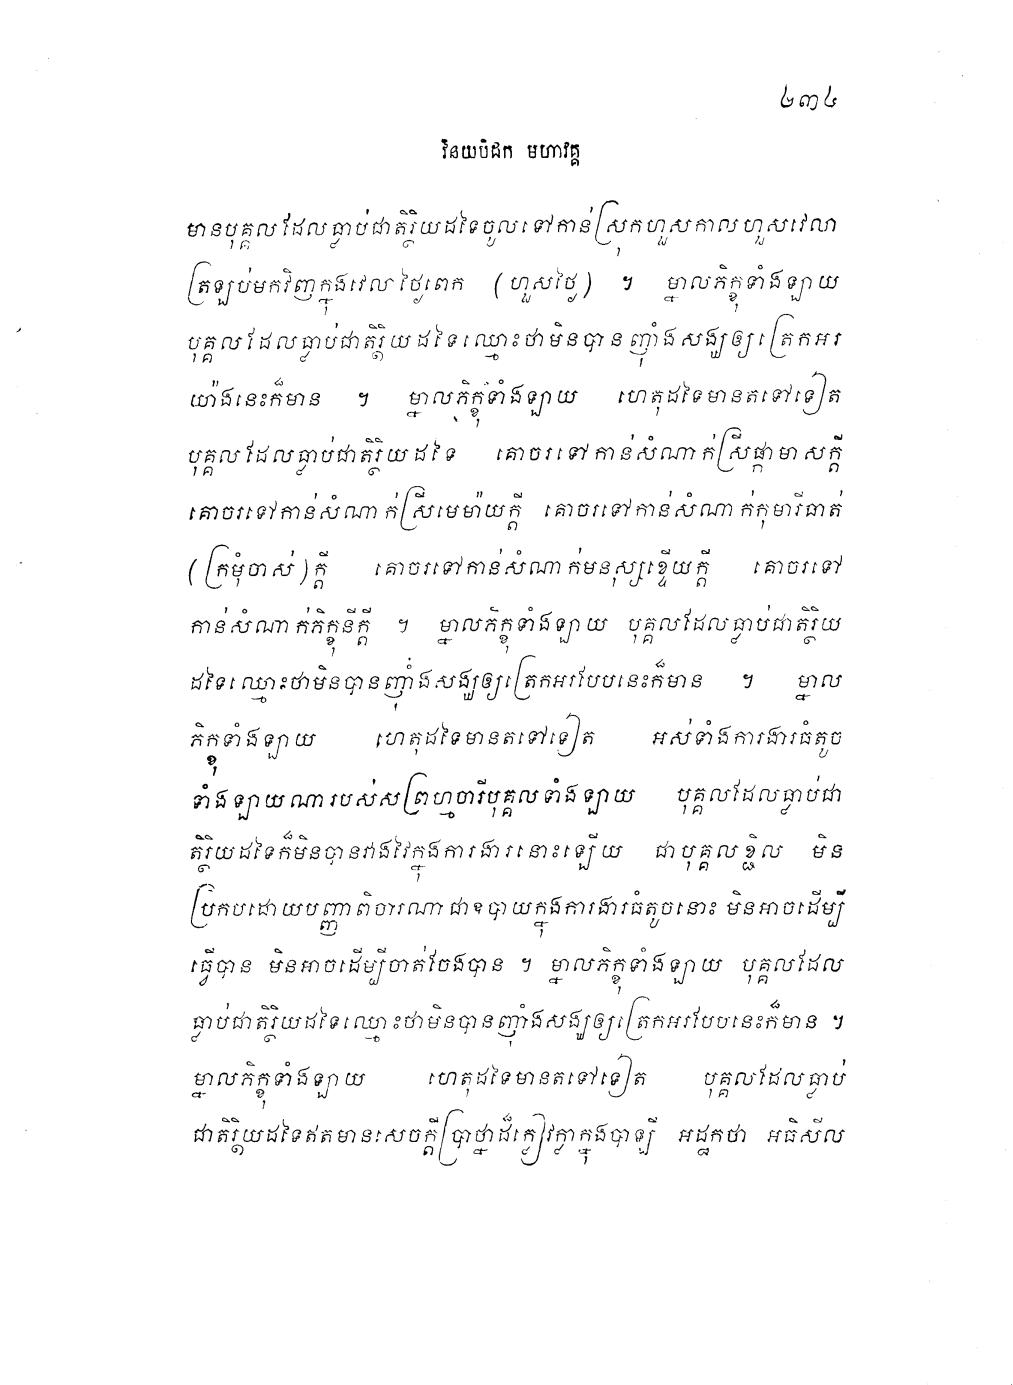 ២៣៤
វិនយបិដក មហាវគ្គ
មានបុគ្គលដែលធ្លាប់ជាតិរ្ថិយដទៃចូលទៅកាន់ស្រុកហួសកាលហួសវេលា
ត្រឡប់មកវិញក្នុងវេលាថ្ងៃពេក (ហួសថ្ងៃ) ។ ម្នាលភិក្ខុទាំងឡាយ
បុគ្គលដែលធ្លាប់ជាតិរ្ថិយដទៃឈ្មោះថាមិនបានញុំាងសង្ឃឲ្យត្រេកអរ
យ៉ាងនេះក៏មាន ។ ម្នាលភិក្ខុទាំងឡាយ ហេតុដទៃមានតទៅទៀត
បុគ្គលដែលធ្លាប់ជាតិរ្ថិយដទៃ គោចរទៅកាន់សំណាក់ស្រីផ្កាមាសក្តី
គោចរទៅកាន់សំណាក់ស្រីមេម៉ាយក្តី គោចរទៅកាន់សំណាក់កុមារីធាត់
(ក្រមុំចាស់)ក្តី គោចរទៅកាន់សំណាក់មនុស្សខ្ទើយក្តី គោចរទៅ
កាន់សំណាក់ភិក្ខុនីក្តី ។ ម្នាលភិក្ខុទាំងឡាយ បុគ្គលដែលធ្លាប់ជាតិរ្ថិយ
ដទៃឈ្មោះថាមិនបានញុំាងសង្ឃឲ្យត្រេកអរបែបនេះក៏មាន ។ ម្នាល
ភិក្ខុទាំងឡាយ ហេតុដទៃមានតទៅទៀត អស់ទាំងការងារធំតូច
ទាំងឡាយណារបស់សព្រហ្មចារីបុគ្គលទាំងឡាយ បុគ្គលដែលធ្លាប់ជា
តិរ្ថិយដទៃក៏មិនបានវាងវៃក្នុងការងារនោះឡើយ ជាបុគ្គលខ្ជិល មិន
ប្រកបដោយបញ្ញាពិចារណាជាឧបាយក្នុងការងារធំតូចនោះ មិនអាចដើម្បី
ធ្វើបាន មិនអាចដើម្បីចាត់ចែងបាន ។ ម្នាលភិក្ខុទាំងឡាយ បុគ្គលដែល
ធ្លាប់ជាតិរ្ថិយដទៃឈ្មោះថាមិនបានញុំាងសង្ឃឲ្យត្រេកអរបែបនេះក៏មាន ។
ម្នាលភិក្ខុទាំងឡាយ ហេតុដទៃមានតទៅទៀត បុគ្គលដែលធ្លាប់
ជាតិរ្ថិយដទៃឥតមានសេចក្តីប្រាថ្នាដ៏ក្លៀវក្លាក្នុងបាឡី អដ្ឋកថា អធិសីល